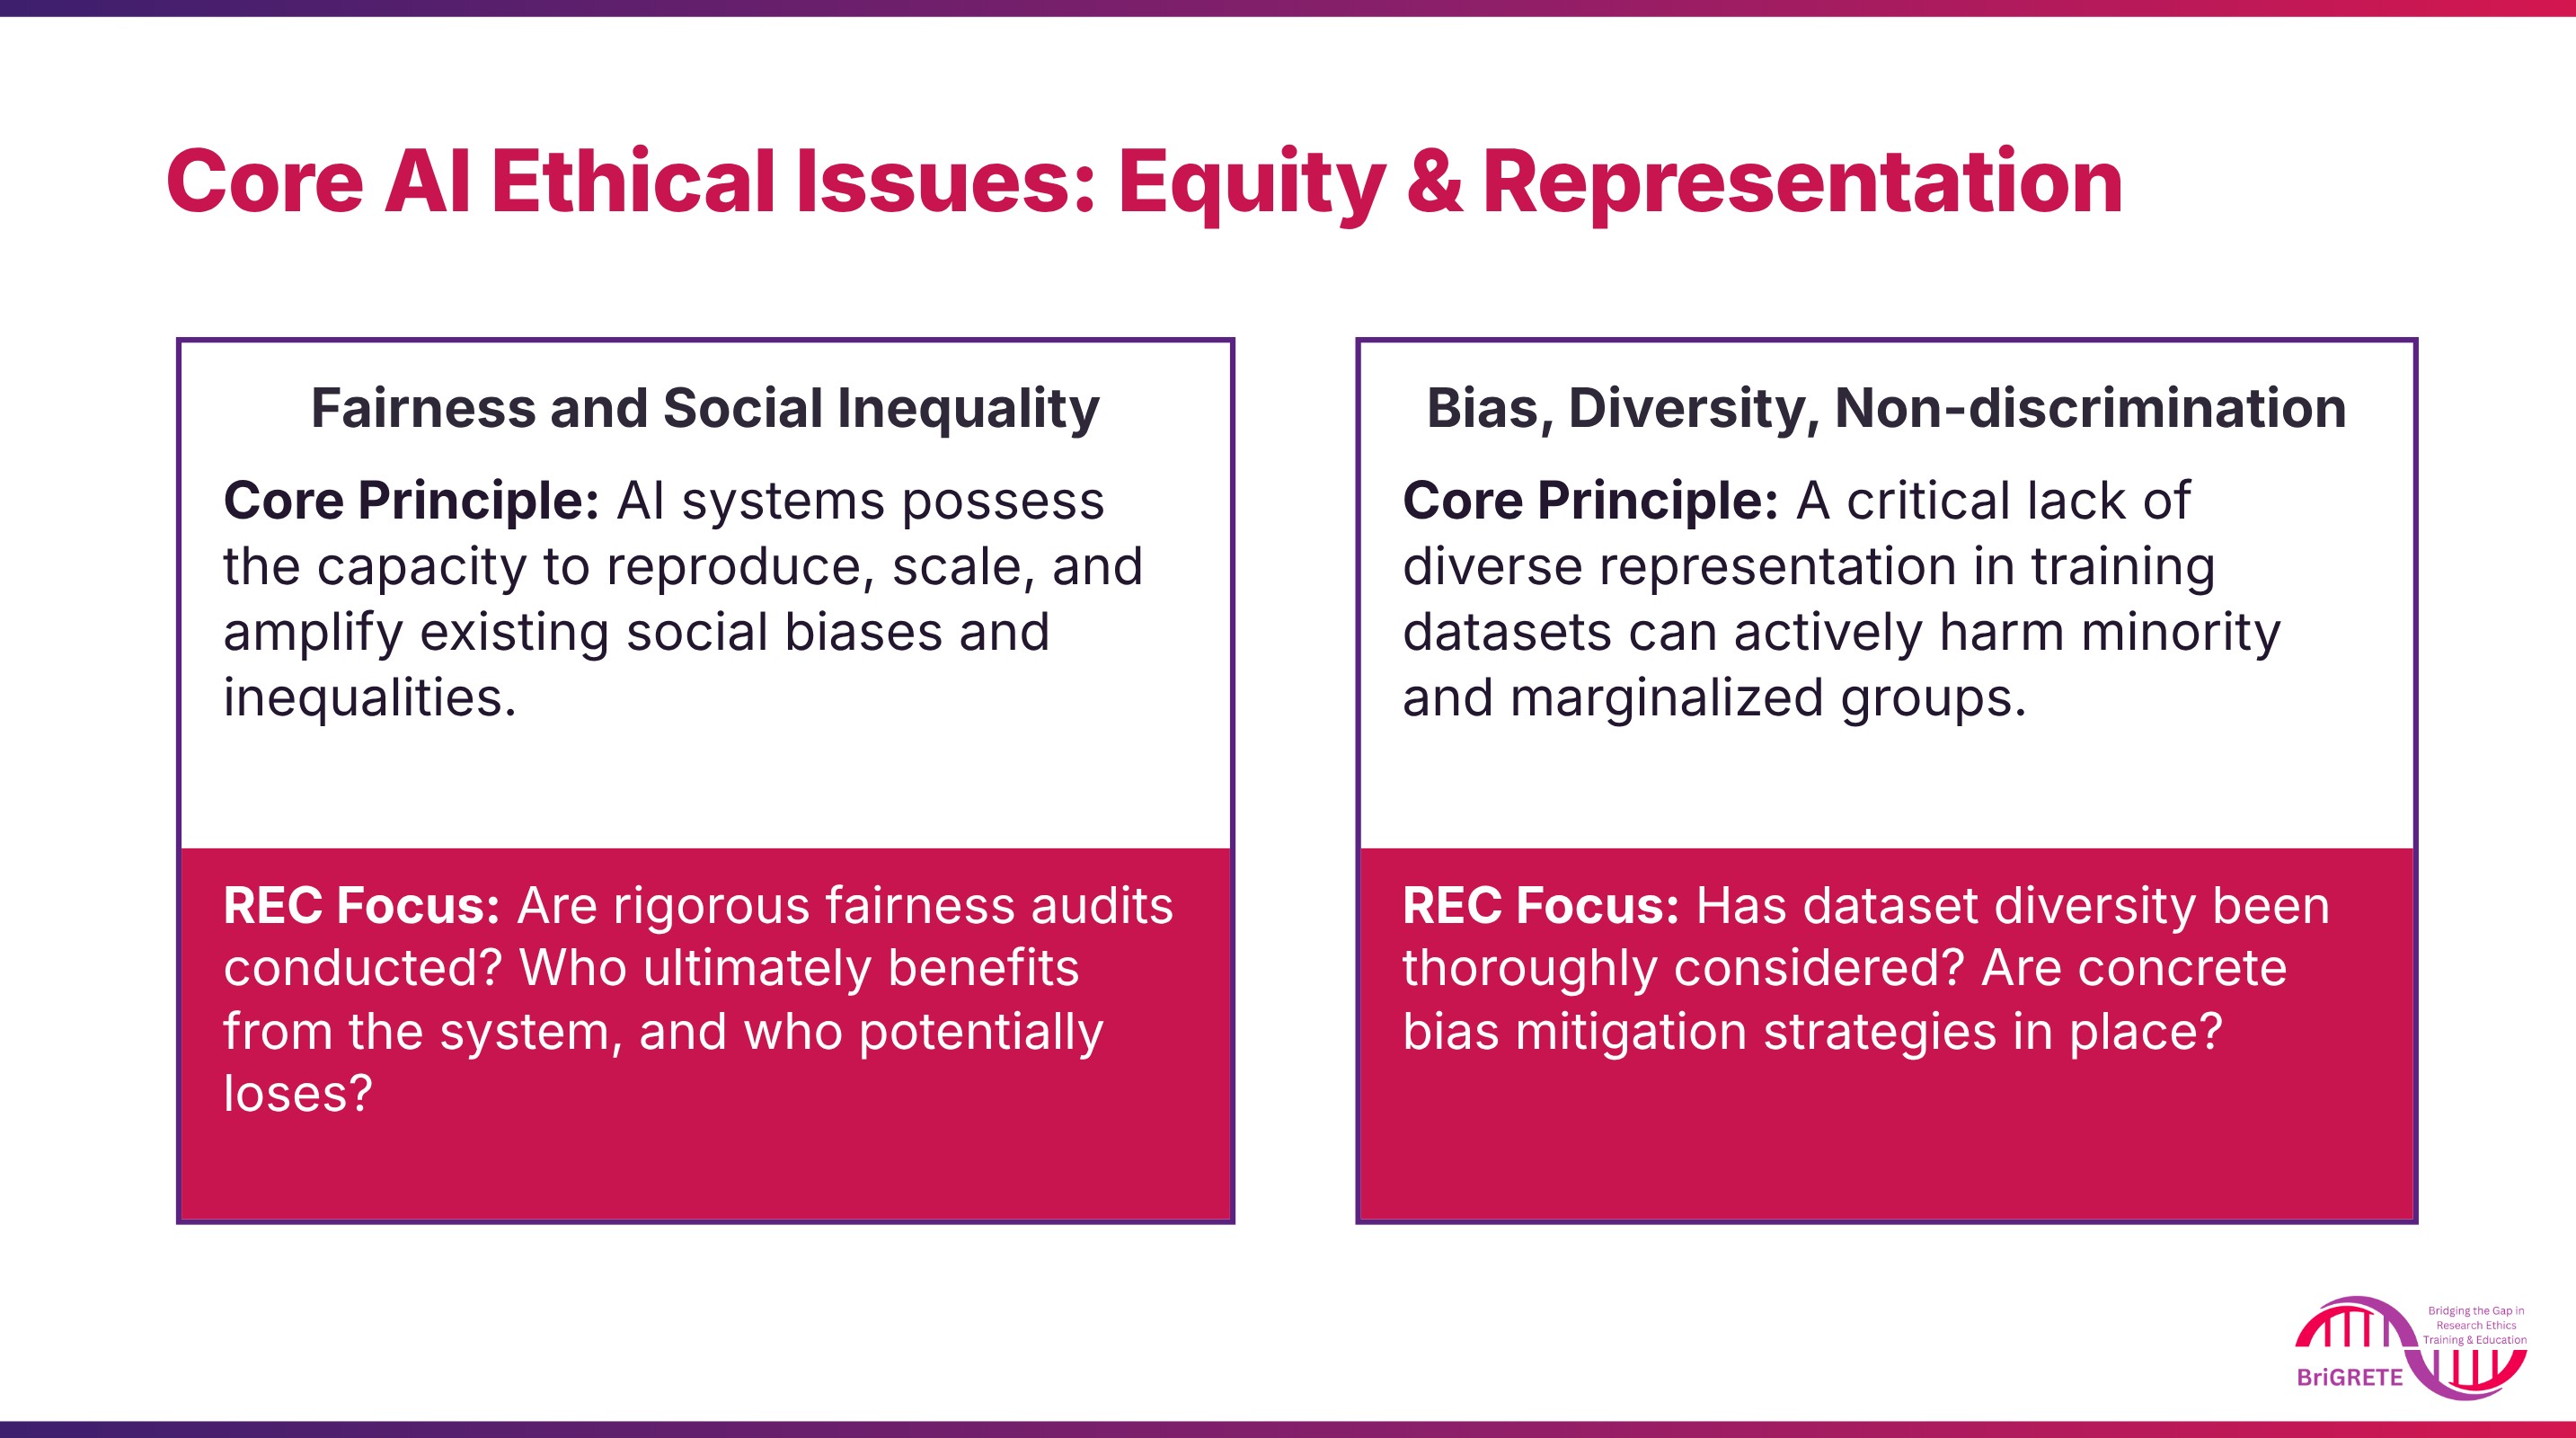 Core AI Ethical Issues: Equity & Representation
Fairness and Social Inequality
Core Principle: AI systems possess
the capacity to reproduce, scale, and
amplify existing social biases and
inequalities.
REC Focus: Are rigorous fairness audits
conducted? Who ultimately benefits
from the system, and who potentially
loses?
Bias, Diversity, Non-discrimination
Core Principle: A critical lack of
diverse representation in training
datasets can actively harm minority
and marginalized groups.
REC Focus: Has dataset diversity been
thoroughly considered? Are concrete
bias mitigation strategies in place?
Bridging the Gap in
Research Ethics
Training & Education
BriGRETE